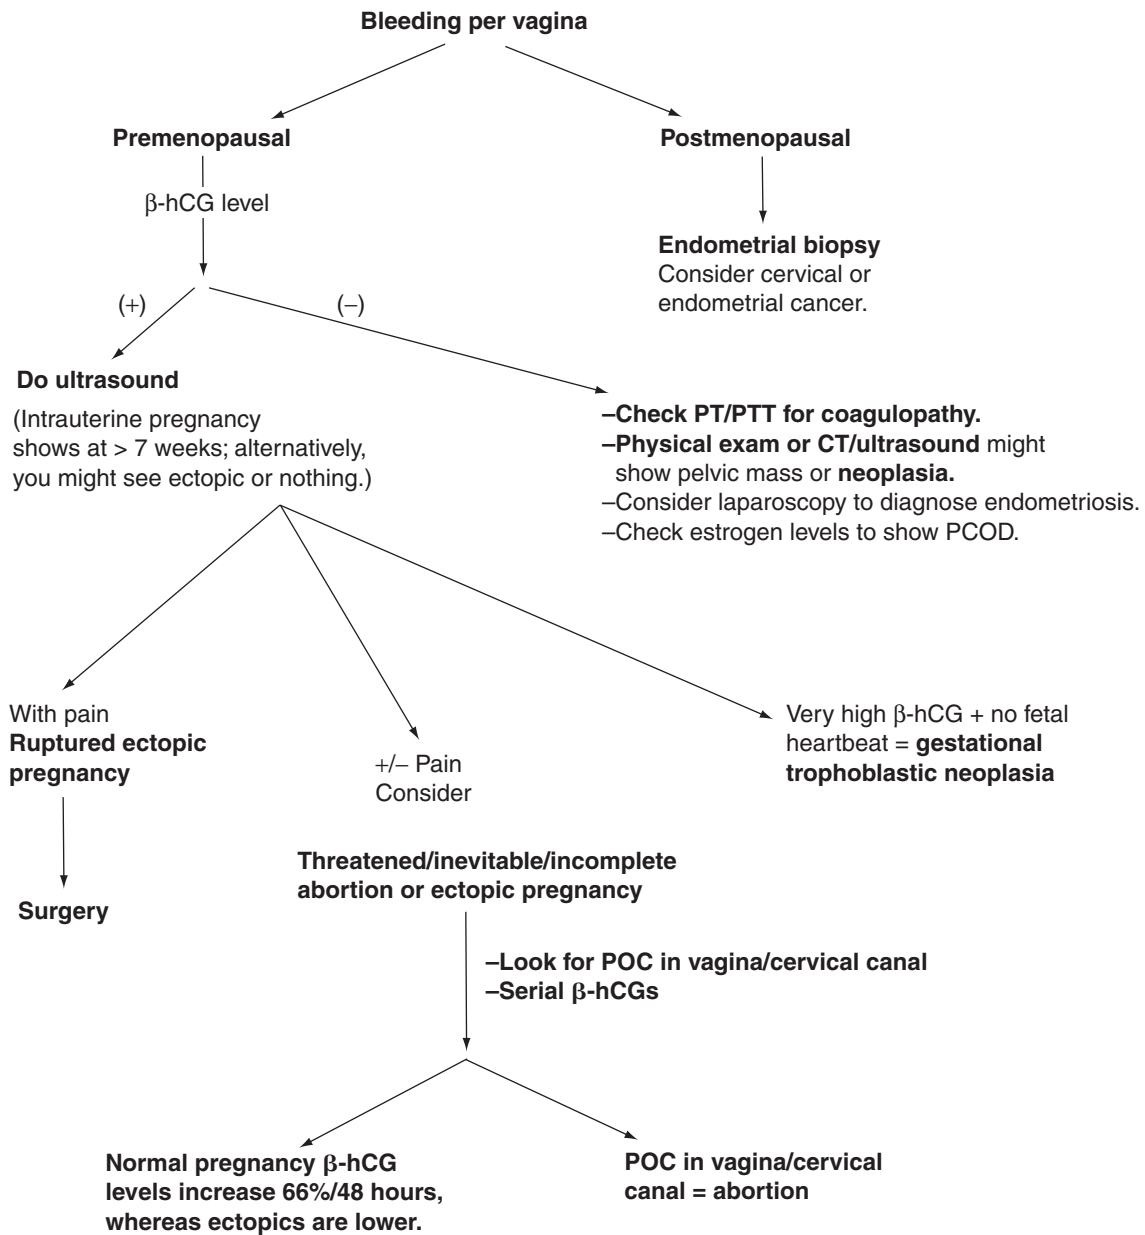 Bleeding per vagina
Premenopausal
Postmenopausal
β-hCG level
Endometrial biopsy
Consider cervical or
endometrial cancer.
(+)
(–)
Do ultrasound
(Intrauterine pregnancy
shows at > 7 weeks; alternatively,
you might see ectopic or nothing.)
–Check PT/PTT for coagulopathy.
–Physical exam or CT/ultrasound might
show pelvic mass or neoplasia.
–Consider laparoscopy to diagnose endometriosis.
–Check estrogen levels to show PCOD.
With pain
Ruptured ectopic
pregnancy
+/– Pain
Consider
Very high β-hCG + no fetal
heartbeat = gestational
trophoblastic neoplasia
Surgery
Threatened/inevitable/incomplete
abortion or ectopic pregnancy
–Look for POC in vagina/cervical canal
–Serial β-hCGs
Normal pregnancy β-hCG
levels increase 66%/48 hours,
whereas ectopics are lower.
POC in vagina/cervical
canal = abortion